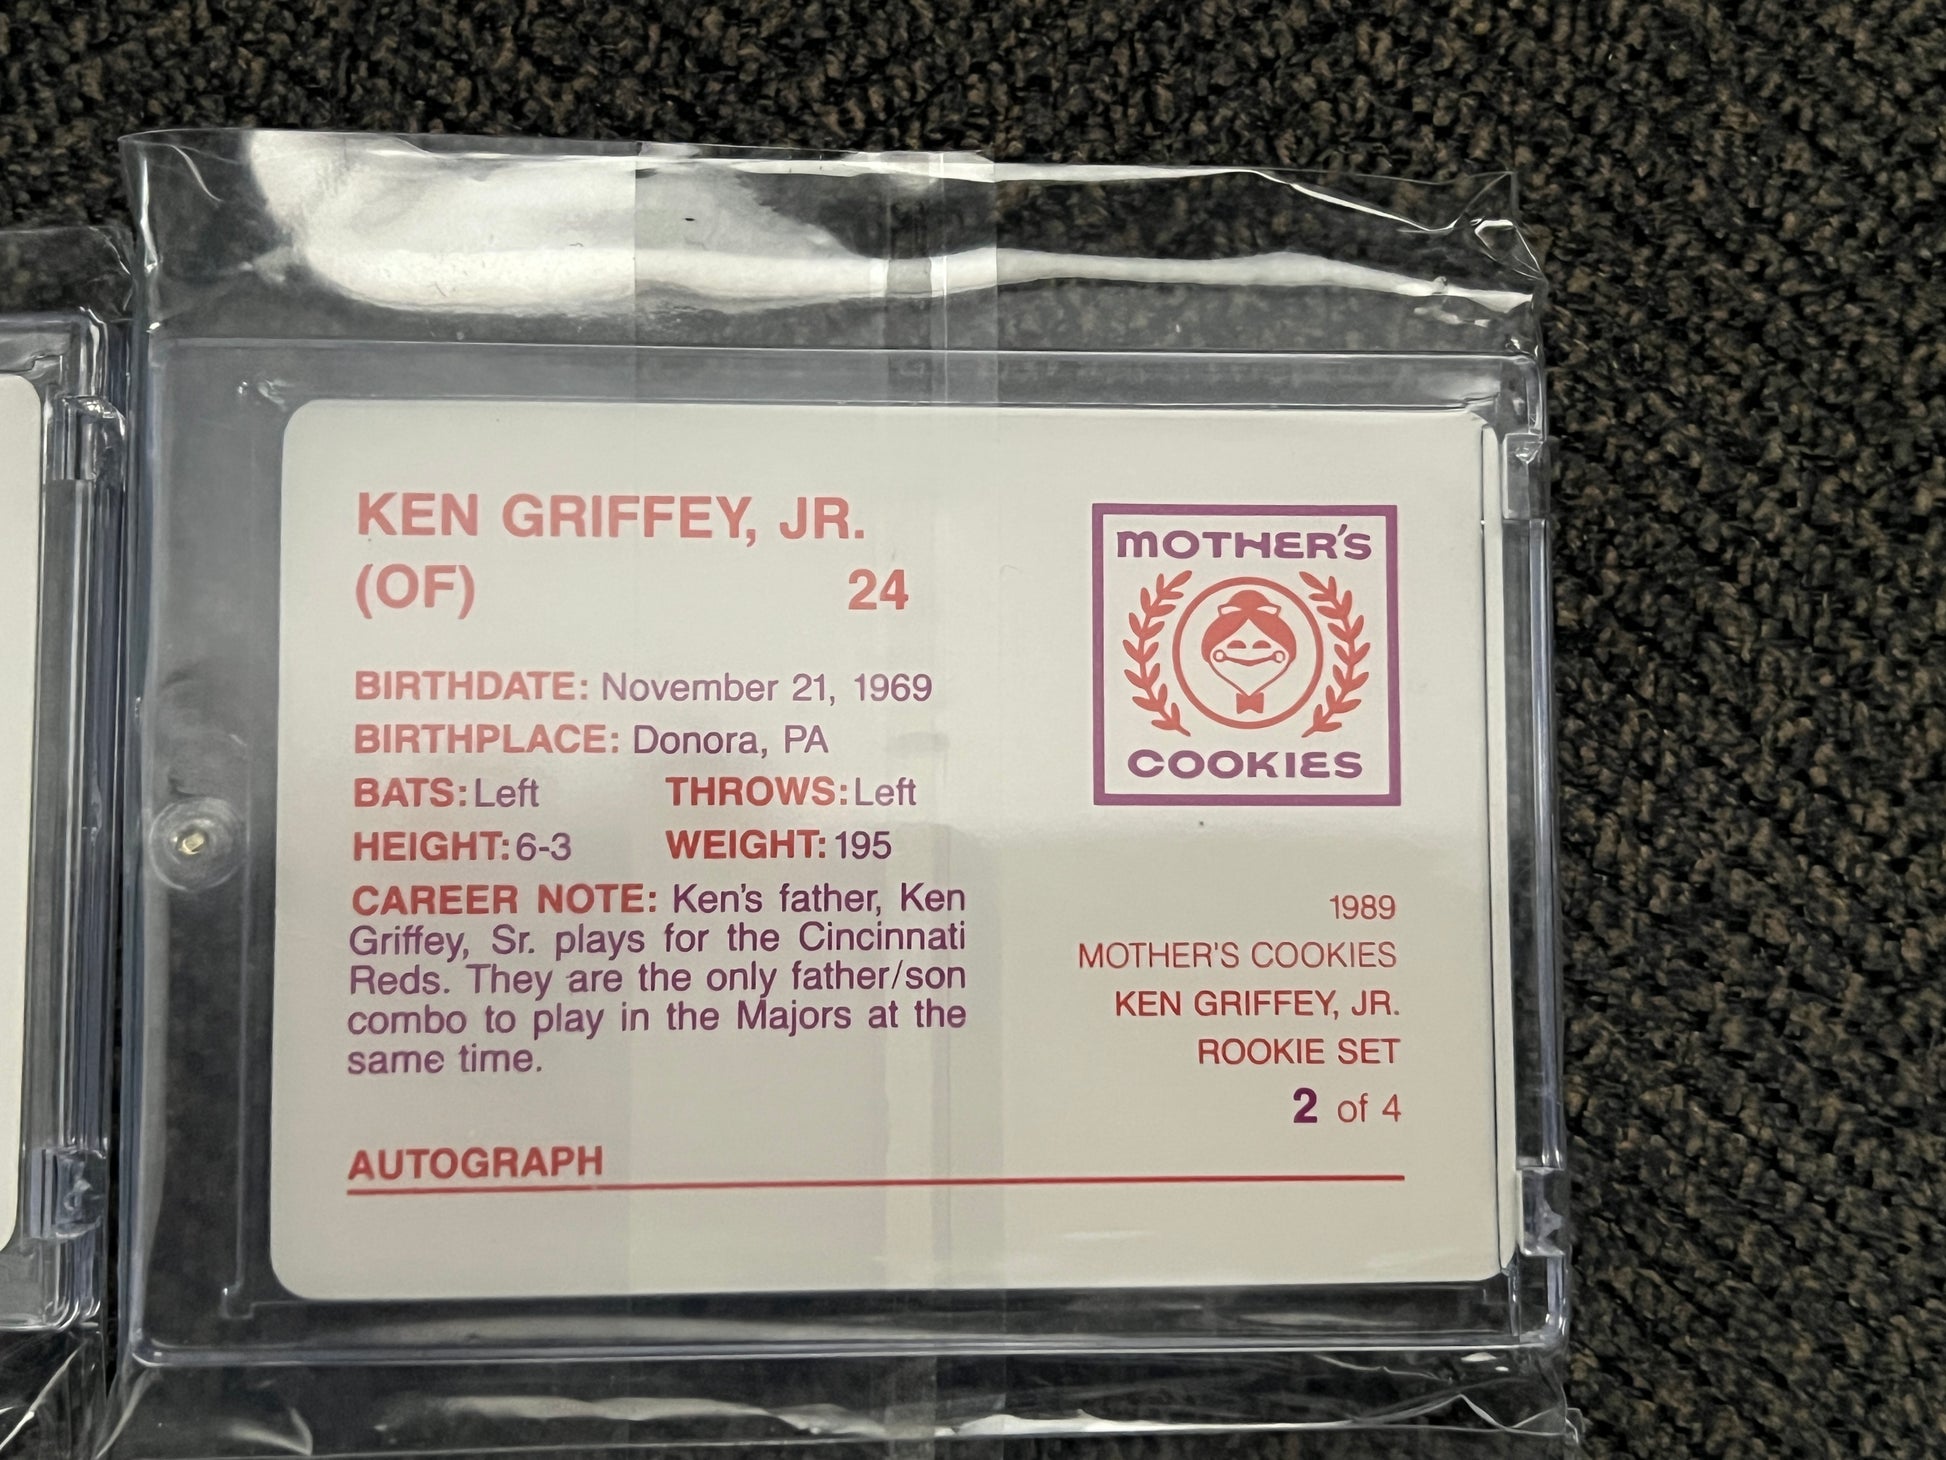 KEN GRIFFEY, JR.
(OF) 24
BIRTHDATE: November 21, 1969
BIRTHPLACE: Donora, PA
BATS: Left THROWS: Left
HEIGHT: 6-3 WEIGHT: 195
CAREER NOTE: Ken's father, Ken
Griffey, Sr. plays for the Cincinnati
Reds. They are the only father/son
combo to play in the Majors at the
same time.
AUTOGRAPH
MOTHER'S
COOKIES
1989
MOTHER'S COOKIES
KEN GRIFFEY, JR.
ROOKIE SET
2 of 4